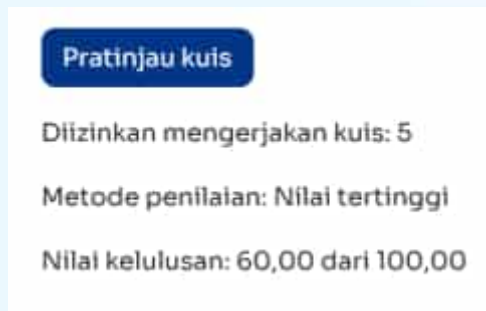 Pratinjau kuis
Diizinkan mengerjakan kuis: 5
Metode penilaian: Nilai tertinggi
Nilai kelulusan: 60,00 dari 100,00